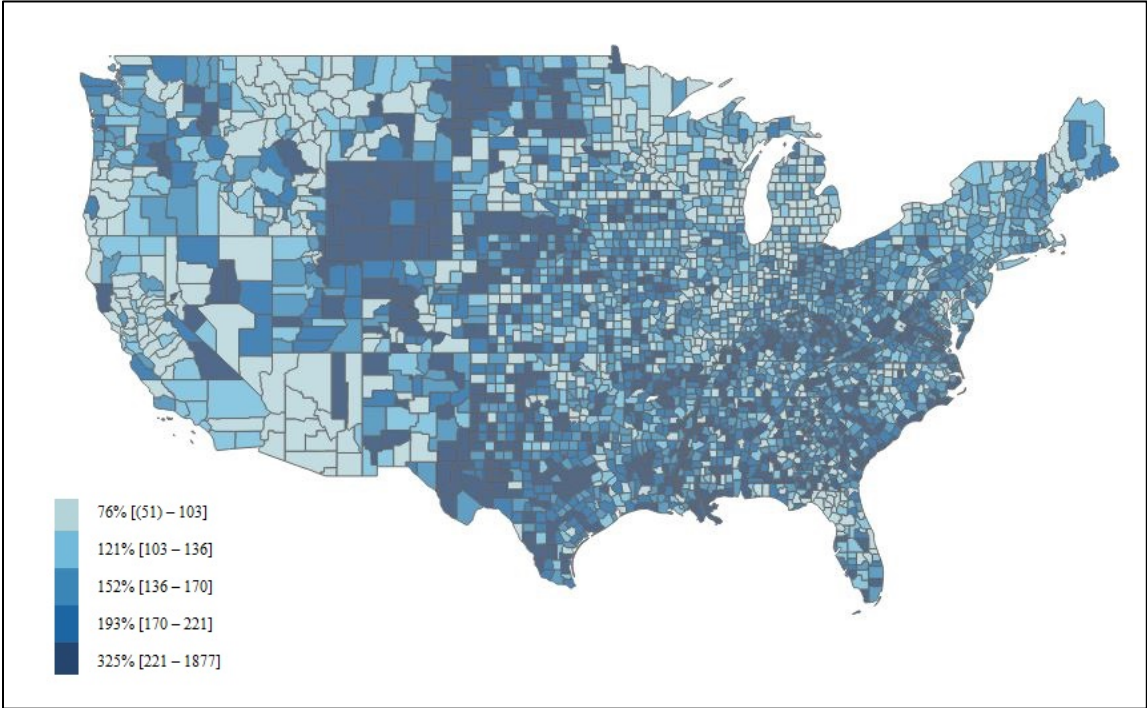 76% [(51) – 103]
121% [103 – 136]
152% [136 – 170]
193% [170 – 221]
325% [221 – 1877]